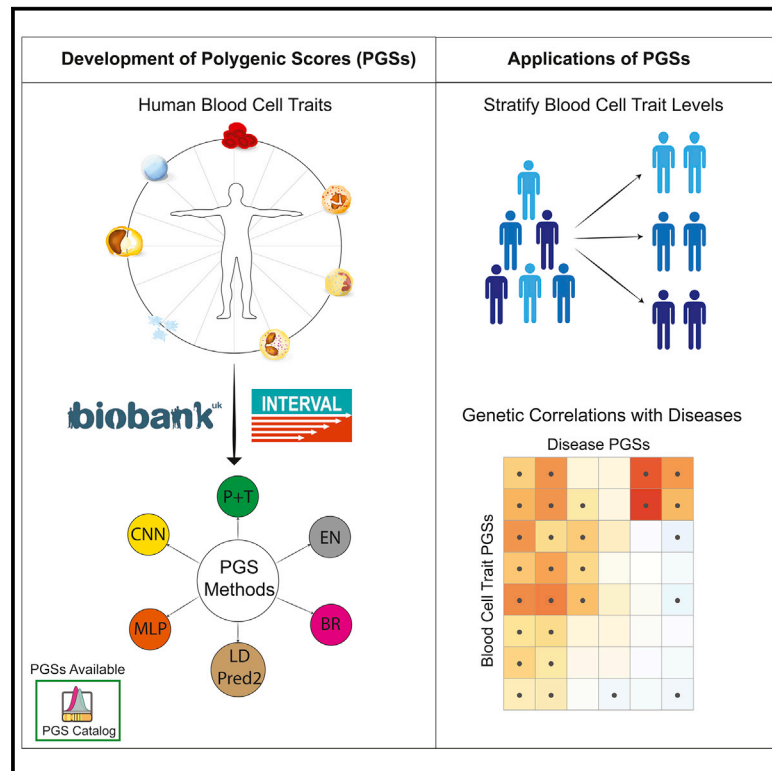 Development of Polygenic Scores (PGSs)
Human Blood Cell Traits
biobank uk
INTERVAL
P+T
CNN
EN
PGS
Methods
MLP
BR
LD
Pred2
PGSs Available
PGS Catalog
Applications of PGSs
Stratify Blood Cell Trait Levels
Genetic Correlations with Diseases
Disease PGSs
Blood Cell Trait PGSs